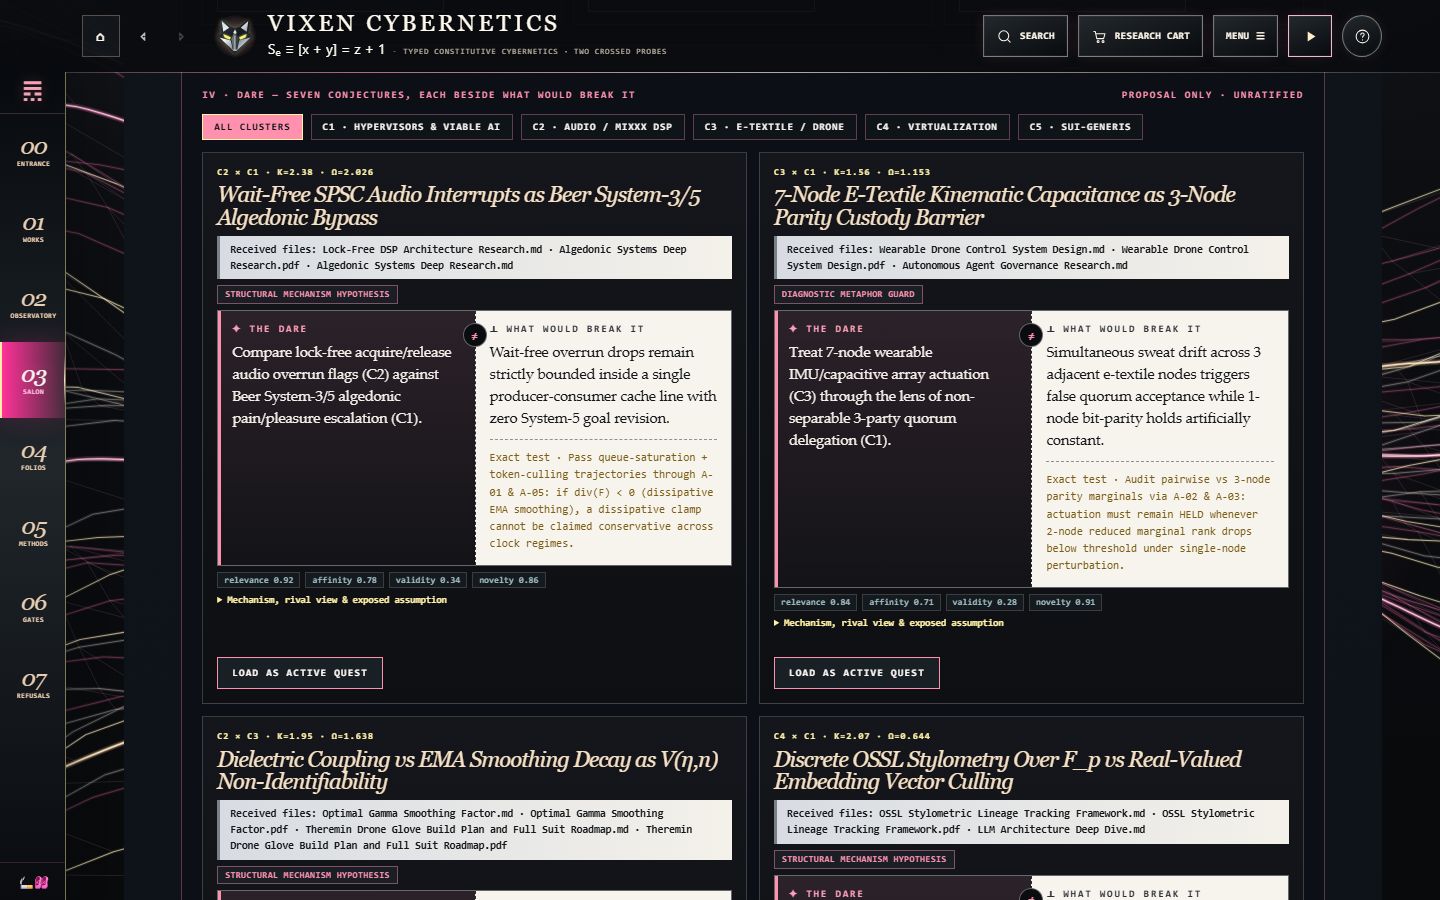 VIXEN CYBERNETICS
Sₑ ≡ [x + y] = z + 1 · TYPED CONSTITUTIVE CYBERNETICS · TWO CROSSED PROBES
SEARCH
RESEARCH CART
MENU ☰
00
ENTRANCE
01
WORKS
02
OBSERVATORY
03
SALON
04
FOLIOS
05
METHODS
06
GATES
07
REFUSALS
IV · DARE — SEVEN CONJECTURES, EACH BESIDE WHAT WOULD BREAK IT
PROPOSAL ONLY · UNRATIFIED
ALL CLUSTERS
C1 · HYPERVISORS & VIABLE AI
C2 · AUDIO / MIXXX DSP
C3 · E-TEXTILE / DRONE
C4 · VIRTUALIZATION
C5 · SUI-GENERIS
C2 × C1 · K=2.38 · Ω=2.026
Wait-Free SPSC Audio Interrupts as Beer System-3/5
Algedonic Bypass
Received files: Lock-Free DSP Architecture Research.md · Algedonic Systems Deep
Research.pdf · Algedonic Systems Deep Research.md
STRUCTURAL MECHANISM HYPOTHESIS
✦ THE DARE
Compare lock-free acquire/release
audio overrun flags (C2) against
Beer System-3/5 algedonic
pain/pleasure escalation (C1).
≠
⊥ WHAT WOULD BREAK IT
Wait-free overrun drops remain
strictly bounded inside a single
producer-consumer cache line with
zero System-5 goal revision.
Exact test · Pass queue-saturation +
token-culling trajectories through A-
01 & A-05: if div(F) < 0 (dissipative
EMA smoothing), a dissipative clamp
cannot be claimed conservative across
clock regimes.
relevance 0.92
affinity 0.78
validity 0.34
novelty 0.86
▶ Mechanism, rival view & exposed assumption
LOAD AS ACTIVE QUEST
C3 × C1 · K=1.56 · Ω=1.153
7-Node E-Textile Kinematic Capacitance as 3-Node
Parity Custody Barrier
Received files: Wearable Drone Control System Design.md · Wearable Drone Control
System Design.pdf · Autonomous Agent Governance Research.md
DIAGNOSTIC METAPHOR GUARD
✦ THE DARE
Treat 7-node wearable
IMU/capacitive array actuation
(C3) through the lens of non-
separable 3-party quorum
delegation (C1).
≠
⊥ WHAT WOULD BREAK IT
Simultaneous sweat drift across 3
adjacent e-textile nodes triggers
false quorum acceptance while 1-
node bit-parity holds artificially
constant.
Exact test · Audit pairwise vs 3-node
parity marginals via A-02 & A-03:
actuation must remain HELD whenever
2-node reduced marginal rank drops
below threshold under single-node
perturbation.
relevance 0.84
affinity 0.71
validity 0.28
novelty 0.91
▶ Mechanism, rival view & exposed assumption
LOAD AS ACTIVE QUEST
C2 × C3 · K=1.95 · Ω=1.638
Dielectric Coupling vs EMA Smoothing Decay as V(η,n)
Non-Identifiability
Received files: Optimal Gamma Smoothing Factor.md · Optimal Gamma Smoothing
Factor.pdf · Theremin Drone Glove Build Plan and Full Suit Roadmap.md · Theremin
Drone Glove Build Plan and Full Suit Roadmap.pdf
STRUCTURAL MECHANISM HYPOTHESIS
✦ THE DARE
≠
⊥ WHAT WOULD BREAK IT
C4 × C1 · K=2.07 · Ω=0.644
Discrete OSSL Stylometry Over F_p vs Real-Valued
Embedding Vector Culling
Received files: OSSL Stylometric Lineage Tracking Framework.md · OSSL Stylometric
Lineage Tracking Framework.pdf · LLM Architecture Deep Dive.md
STRUCTURAL MECHANISM HYPOTHESIS
✦ THE DARE
≠
⊥ WHAT WOULD BREAK IT